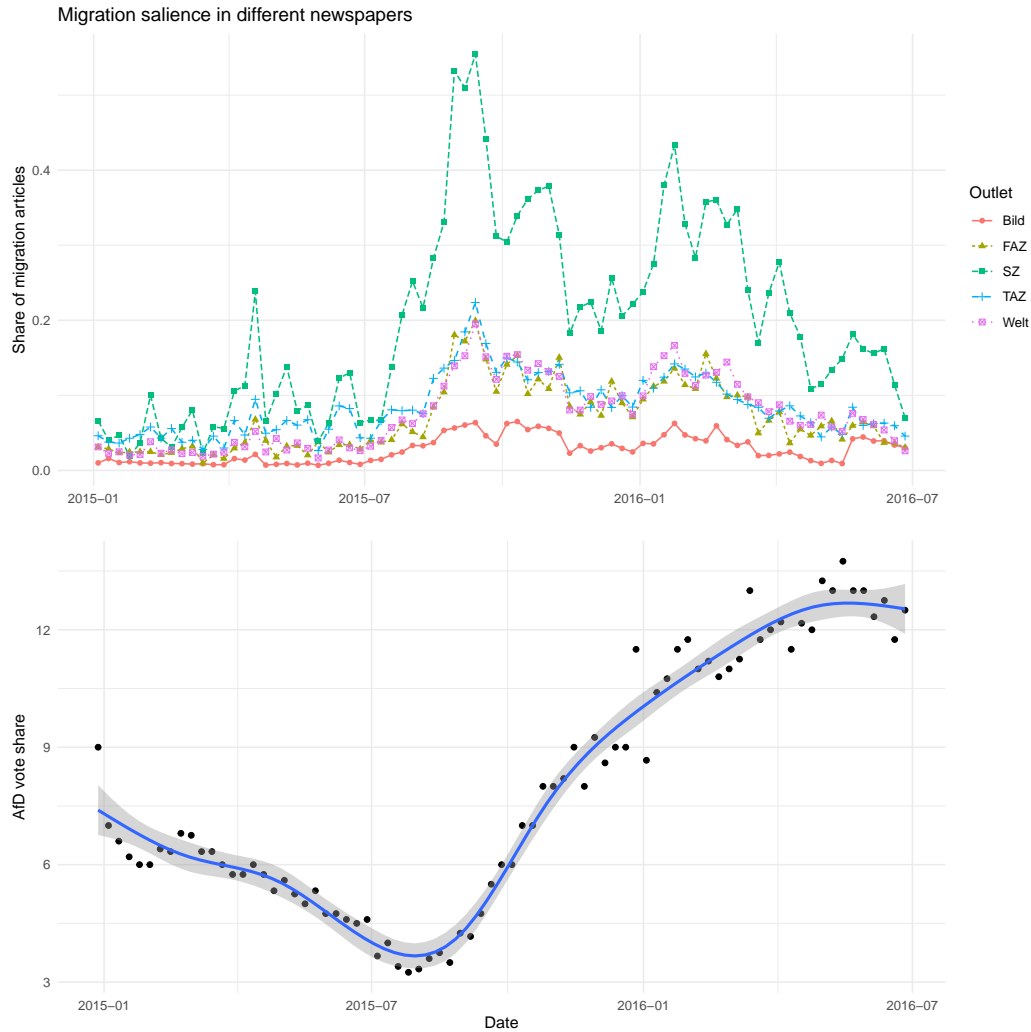 Migration salience in different newspapers
Share of migration articles
0.4
0.2
0.0
2015–01
2015–07
2016–01
2016–07
Outlet
Bild
FAZ
SZ
TAZ
Welt
AfD vote share
12
9
6
3
2015–01
2015–07
2016–01
2016–07
Date